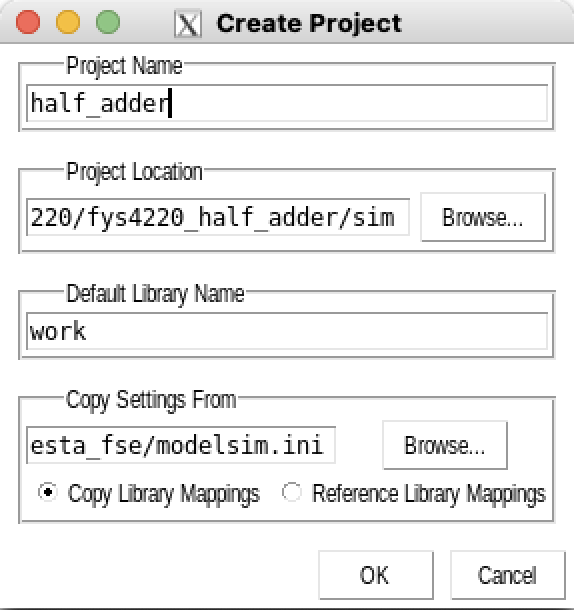 Create Project
Project Name
half_adder
Project Location
220/fys4220_half_adder/sim
Browse...
Default Library Name
work
Copy Settings From
esta_fse/modelsim.ini
Browse...
Copy Library Mappings
Reference Library Mappings
OK
Cancel